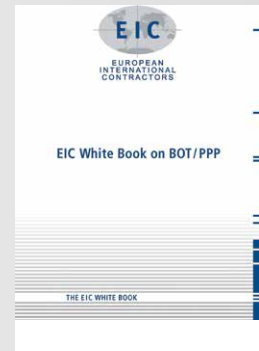 EIC
EUROPEAN
INTERNATIONAL
CONTRACTORS
EIC White Book on BOT/PPP
THE EIC WHITE BOOK